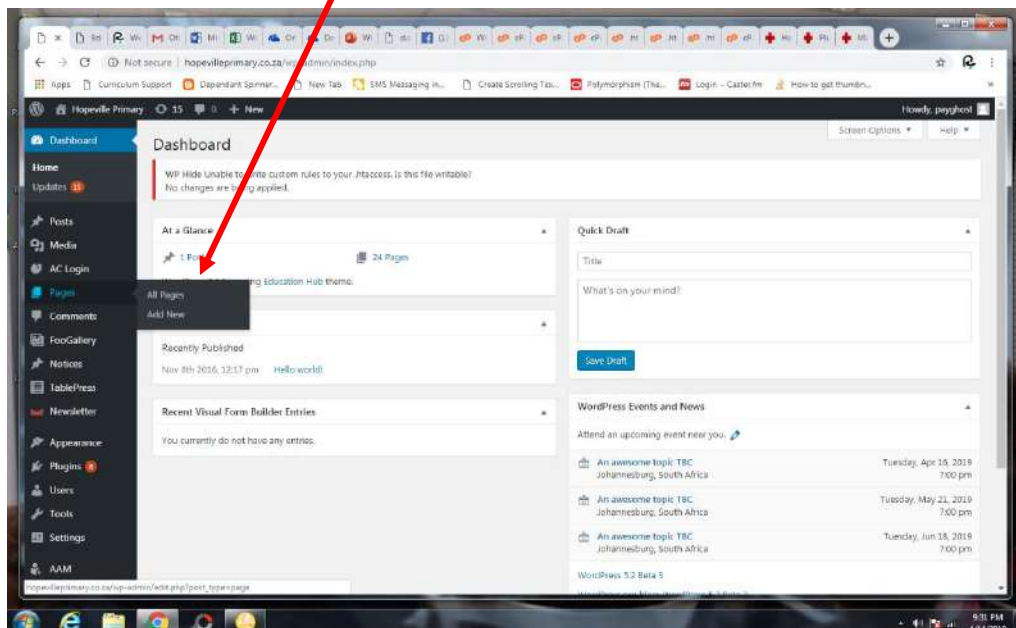 Not secure | hopevilleprimary.co.za/wp-admin/index.php
Apps Curriculum Support Dependant Spinner... New Tab SMS Messaging in... Create Scrolling Tex... Polymorphism (The... Login - Caster.fm How to get thumbn...
Hopeville Primary 15 0 + New Howdy, payghost
Screen Options Help
Dashboard
Home
Updates 11
Posts
Media
AC Login
Pages
Comments
FooGallery
Notices
TablePress
Newsletter
Appearance
Plugins
Users
Tools
Settings
AAM
All Pages
Add New
Dashboard
WP Hide Unable to write custom rules to your .htaccess. Is this file writable?
No changes are being applied.
At a Glance
1 Post 24 Pages
Education Hub theme.
Recently Published
Nov 8th 2016, 12:17 pm Hello world!
Recent Visual Form Builder Entries
You currently do not have any entries.
Quick Draft
Title
What's on your mind?
Save Draft
WordPress Events and News
Attend an upcoming event near you.
An awesome topic TBC Tuesday, Apr 16, 2019
Johannesburg, South Africa 7:00 pm
An awesome topic TBC Tuesday, May 21, 2019
Johannesburg, South Africa 7:00 pm
An awesome topic TBC Tuesday, Jun 18, 2019
Johannesburg, South Africa 7:00 pm
WordPress 5.2 Beta 3
hopevilleprimary.co.za/wp-admin/edit.php?post_type=page
9:31 PM